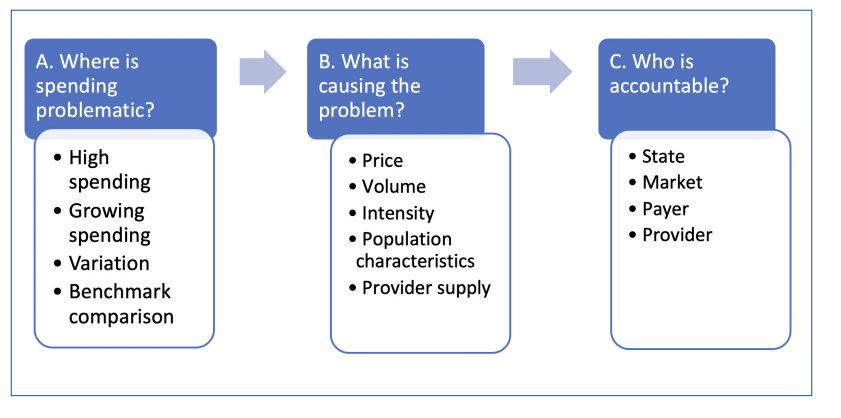 A. Where is
spending
problematic?
• High
spending
• Growing
spending
• Variation
• Benchmark
comparison
B. What is
causing the
problem?
• Price
• Volume
• Intensity
• Population
characteristics
• Provider supply
C. Who is
accountable?
• State
• Market
• Payer
• Provider